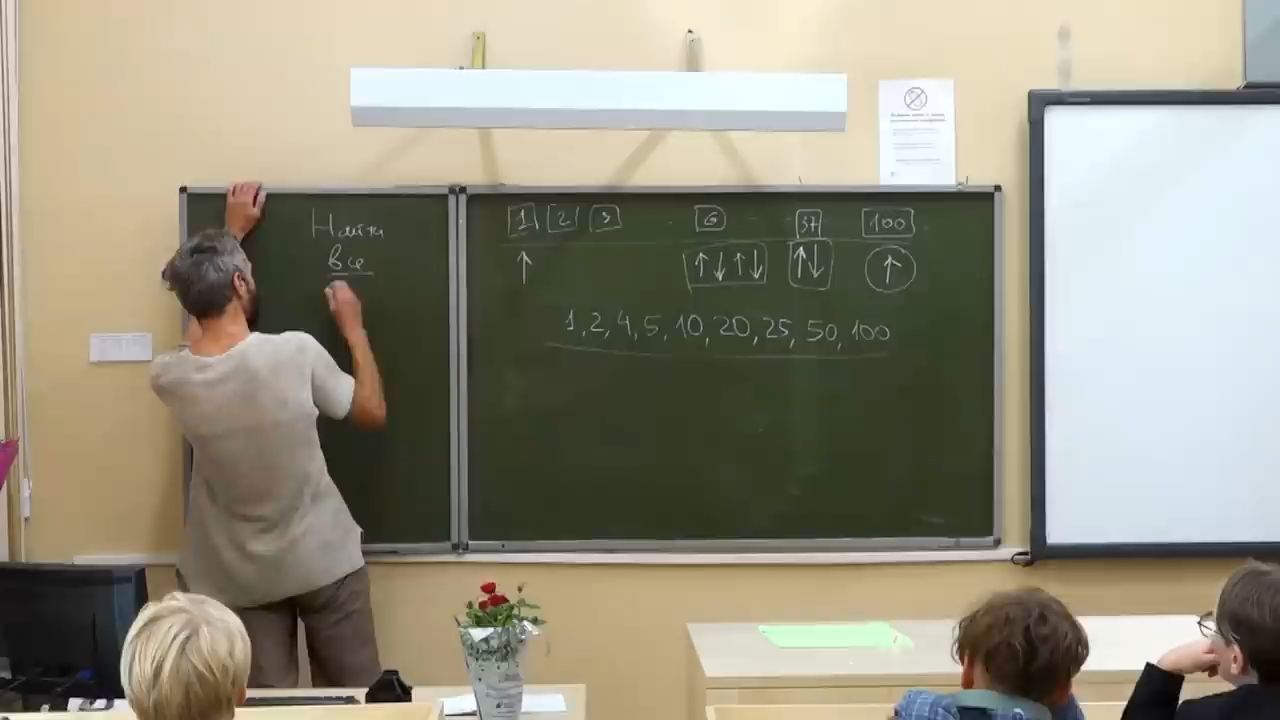 Найти
все
1 2 3 6 37 100
↑ ↑↓↑↓ ↑↓ ↑
1, 2, 4, 5, 10, 20, 25, 50, 100